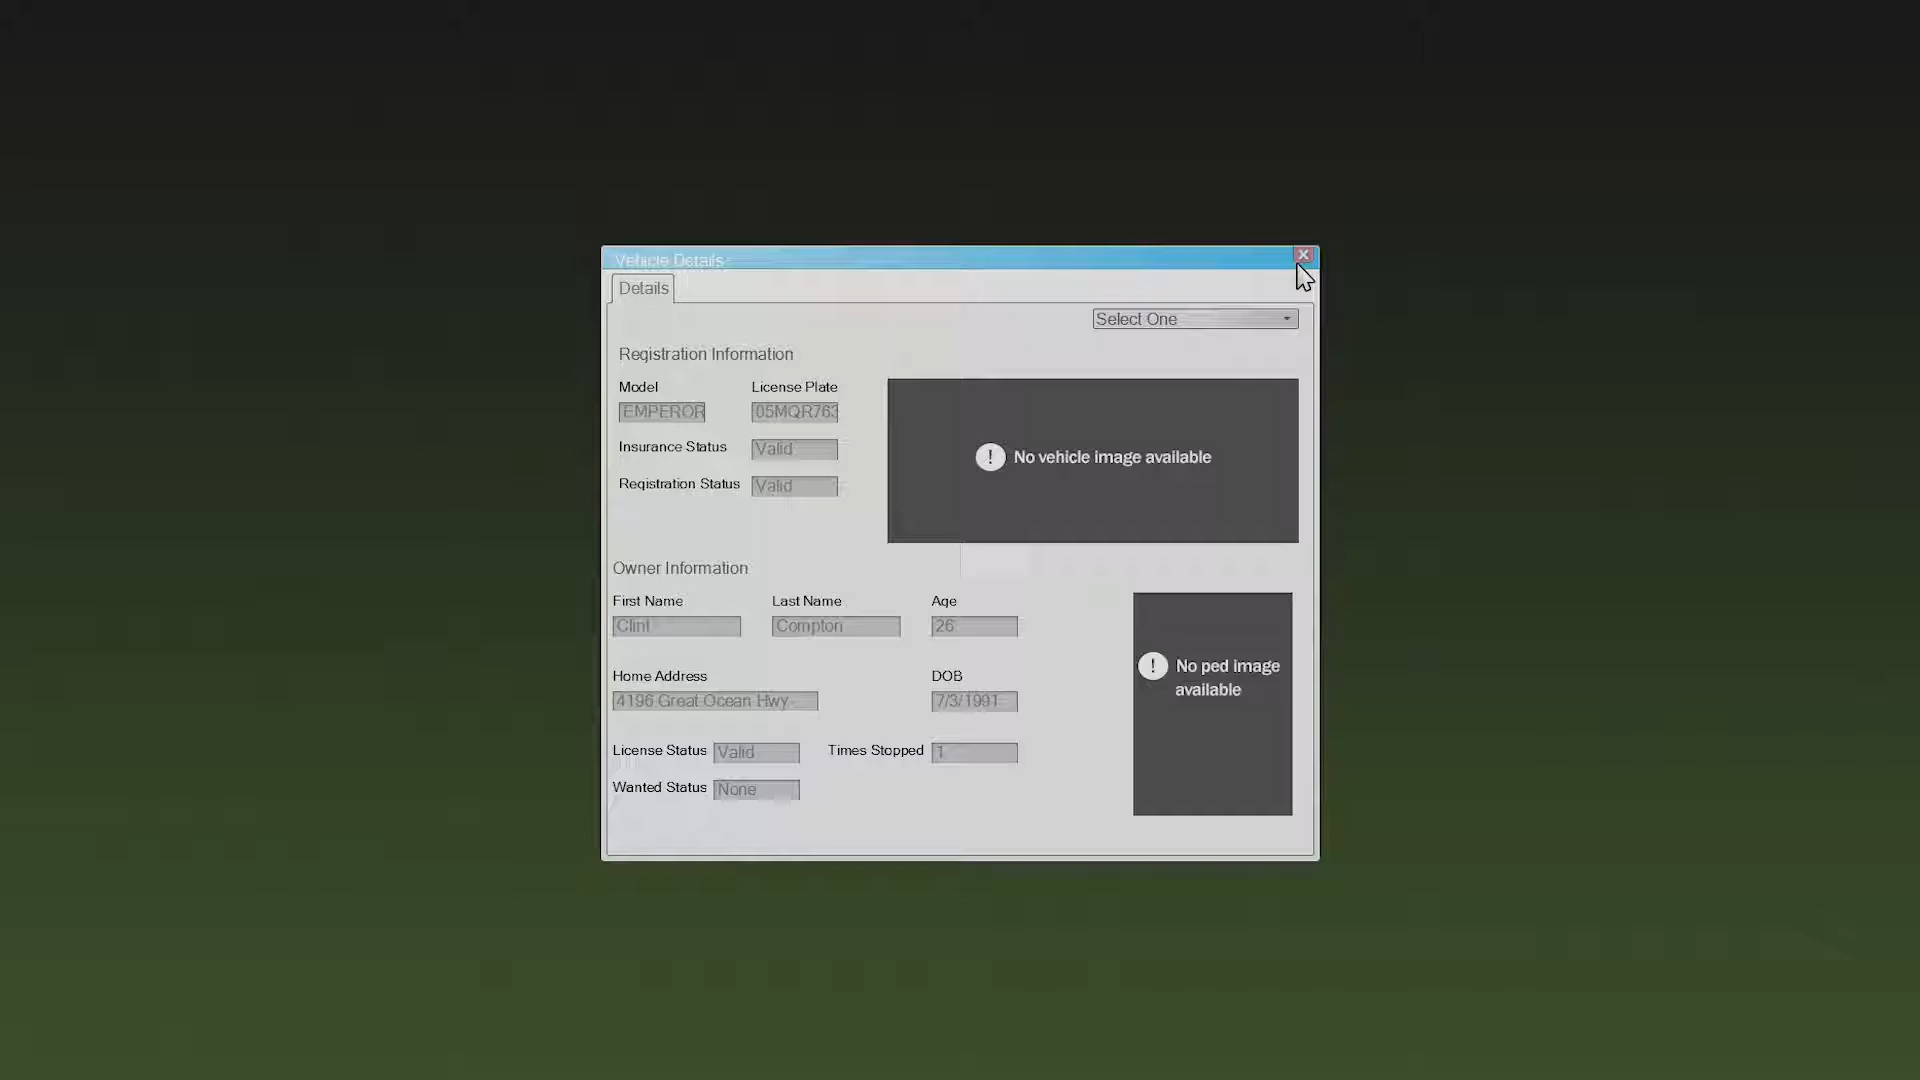 Vehicle Details
Details
Select One
Registration Information
Model License Plate
EMPEROR 05MQR763
Insurance Status Valid
Registration Status Valid
! No vehicle image available
Owner Information
First Name Last Name Age
Clint Compton 26
Home Address DOB
4196 Great Ocean Hwy 7/3/1991
! No ped image
available
License Status Valid Times Stopped 1
Wanted Status None